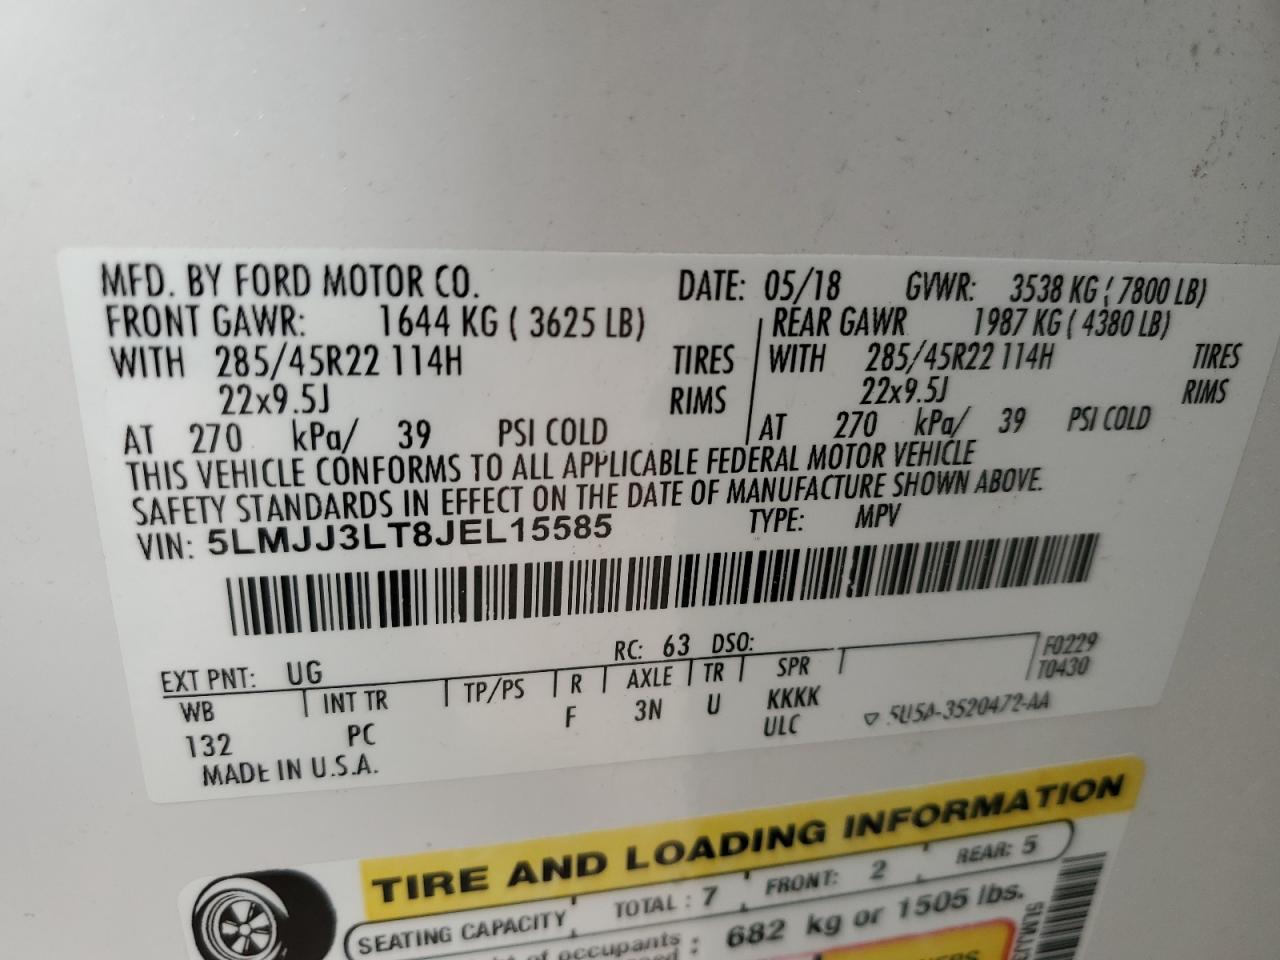 MFD. BY FORD MOTOR CO. DATE: 05/18 GVWR: 3538 KG ( 7800 LB)
FRONT GAWR: 1644 KG ( 3625 LB) REAR GAWR 1987 KG ( 4380 LB)
WITH 285/45R22 114H TIRES WITH 285/45R22 114H TIRES
22x9.5J RIMS 22x9.5J RIMS
AT 270 kPa/ 39 PSI COLD AT 270 kPa/ 39 PSI COLD
THIS VEHICLE CONFORMS TO ALL APPLICABLE FEDERAL MOTOR VEHICLE
SAFETY STANDARDS IN EFFECT ON THE DATE OF MANUFACTURE SHOWN ABOVE.
VIN: 5LMJJ3LT8JEL15585 TYPE: MPV
EXT PNT: UG RC: 63 DSO: F0229
WB INT TR TP/PS R AXLE TR SPR T0430
132 PC F 3N U KKKK
ULC 5U5A-3520472-AA
MADE IN U.S.A.
TIRE AND LOADING INFORMATION
SEATING CAPACITY TOTAL : 7 FRONT: 2 REAR: 5
of occupants : 682 kg or 1505 lbs.